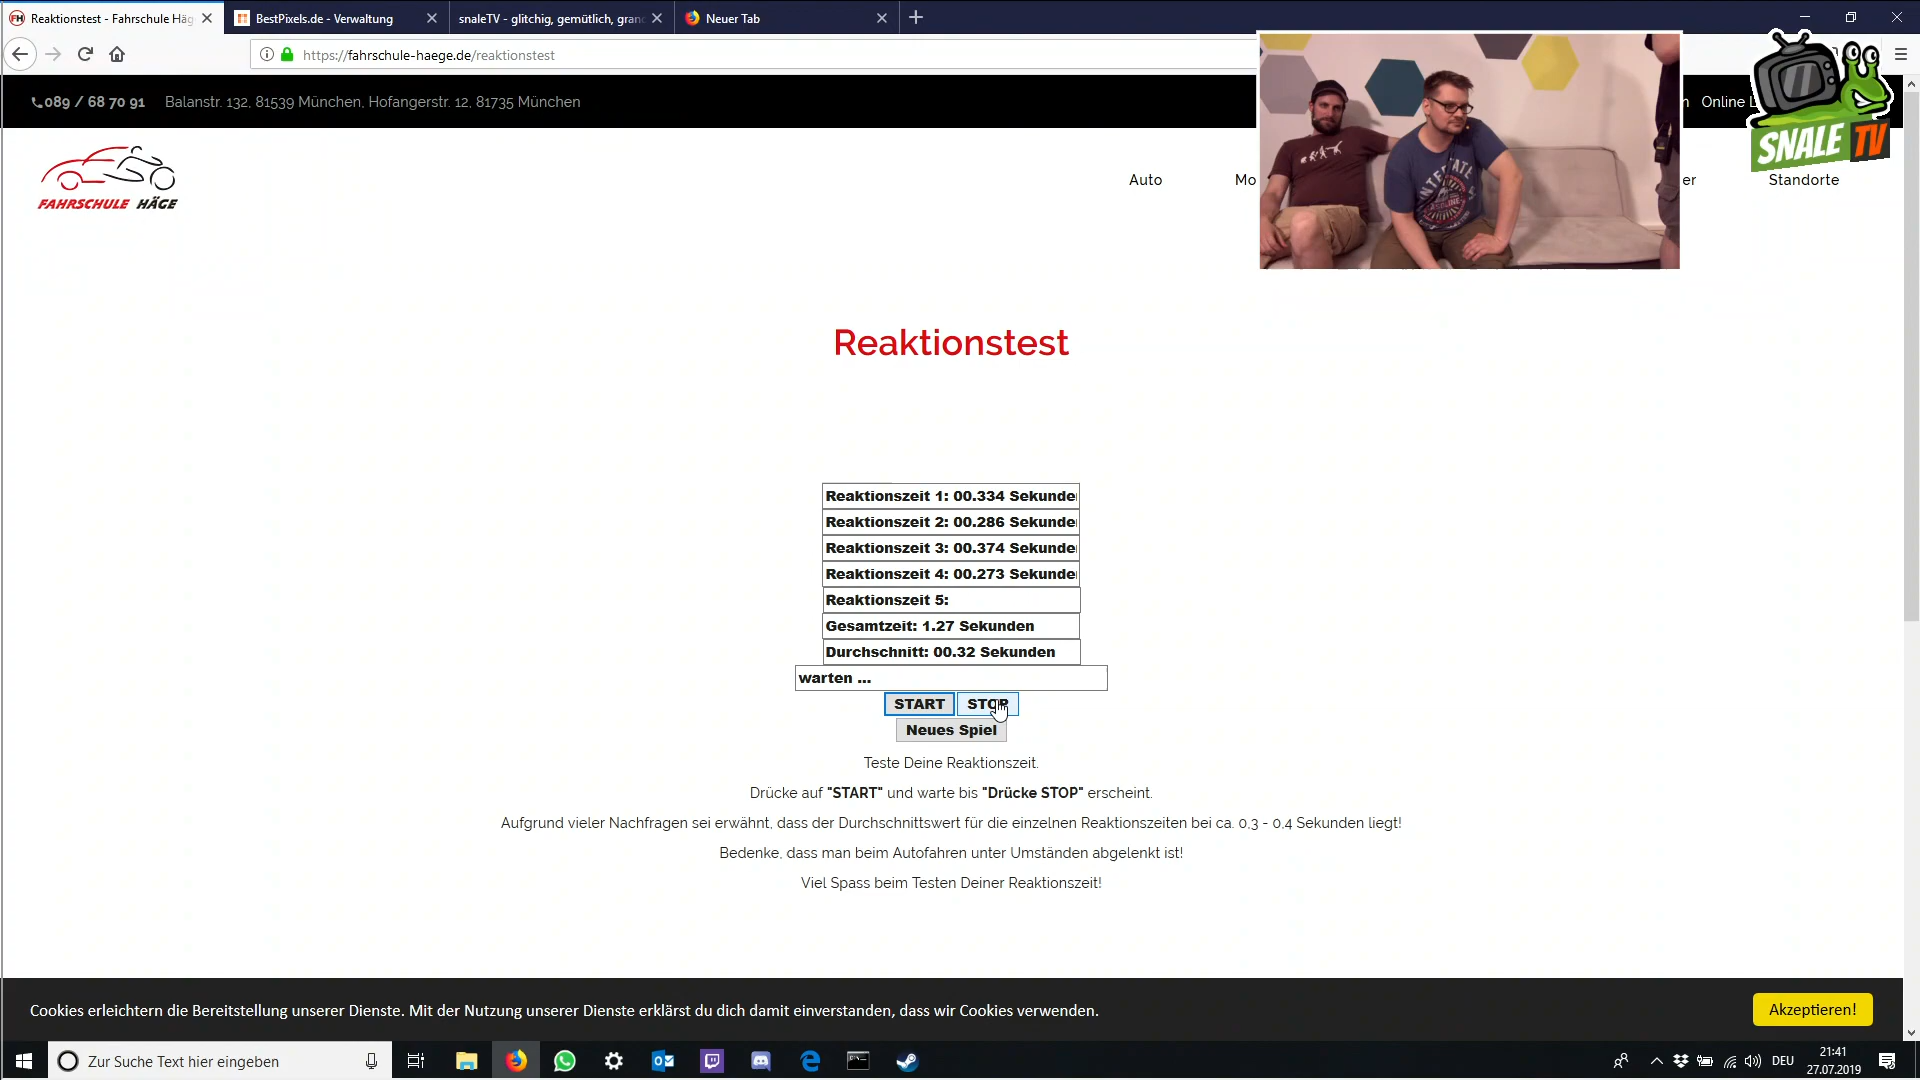 Reaktionstest - Fahrschule Häg
BestPixels.de - Verwaltung
snaleTV - glitchig, gemütlich, gran
Neuer Tab
https://fahrschule-haege.de/reaktionstest
089 / 68 70 91
Balanstr. 132, 81539 München, Hofangerstr. 12, 81735 München
Online
SNALE TV
FAHRSCHULE HÄGE
Auto
Mo
er
Standorte
Reaktionstest
Reaktionszeit 1: 00.334 Sekunde
Reaktionszeit 2: 00.286 Sekunde
Reaktionszeit 3: 00.374 Sekunde
Reaktionszeit 4: 00.273 Sekunde
Reaktionszeit 5:
Gesamtzeit: 1.27 Sekunden
Durchschnitt: 00.32 Sekunden
warten ...
START STOP
Neues Spiel
Teste Deine Reaktionszeit.
Drücke auf "START" und warte bis "Drücke STOP" erscheint.
Aufgrund vieler Nachfragen sei erwähnt, dass der Durchschnittswert für die einzelnen Reaktionszeiten bei ca. 0,3 - 0,4 Sekunden liegt!
Bedenke, dass man beim Autofahren unter Umständen abgelenkt ist!
Viel Spass beim Testen Deiner Reaktionszeit!
Cookies erleichtern die Bereitstellung unserer Dienste. Mit der Nutzung unserer Dienste erklärst du dich damit einverstanden, dass wir Cookies verwenden.
Akzeptieren!
Zur Suche Text hier eingeben
DEU
21:41
27.07.2019